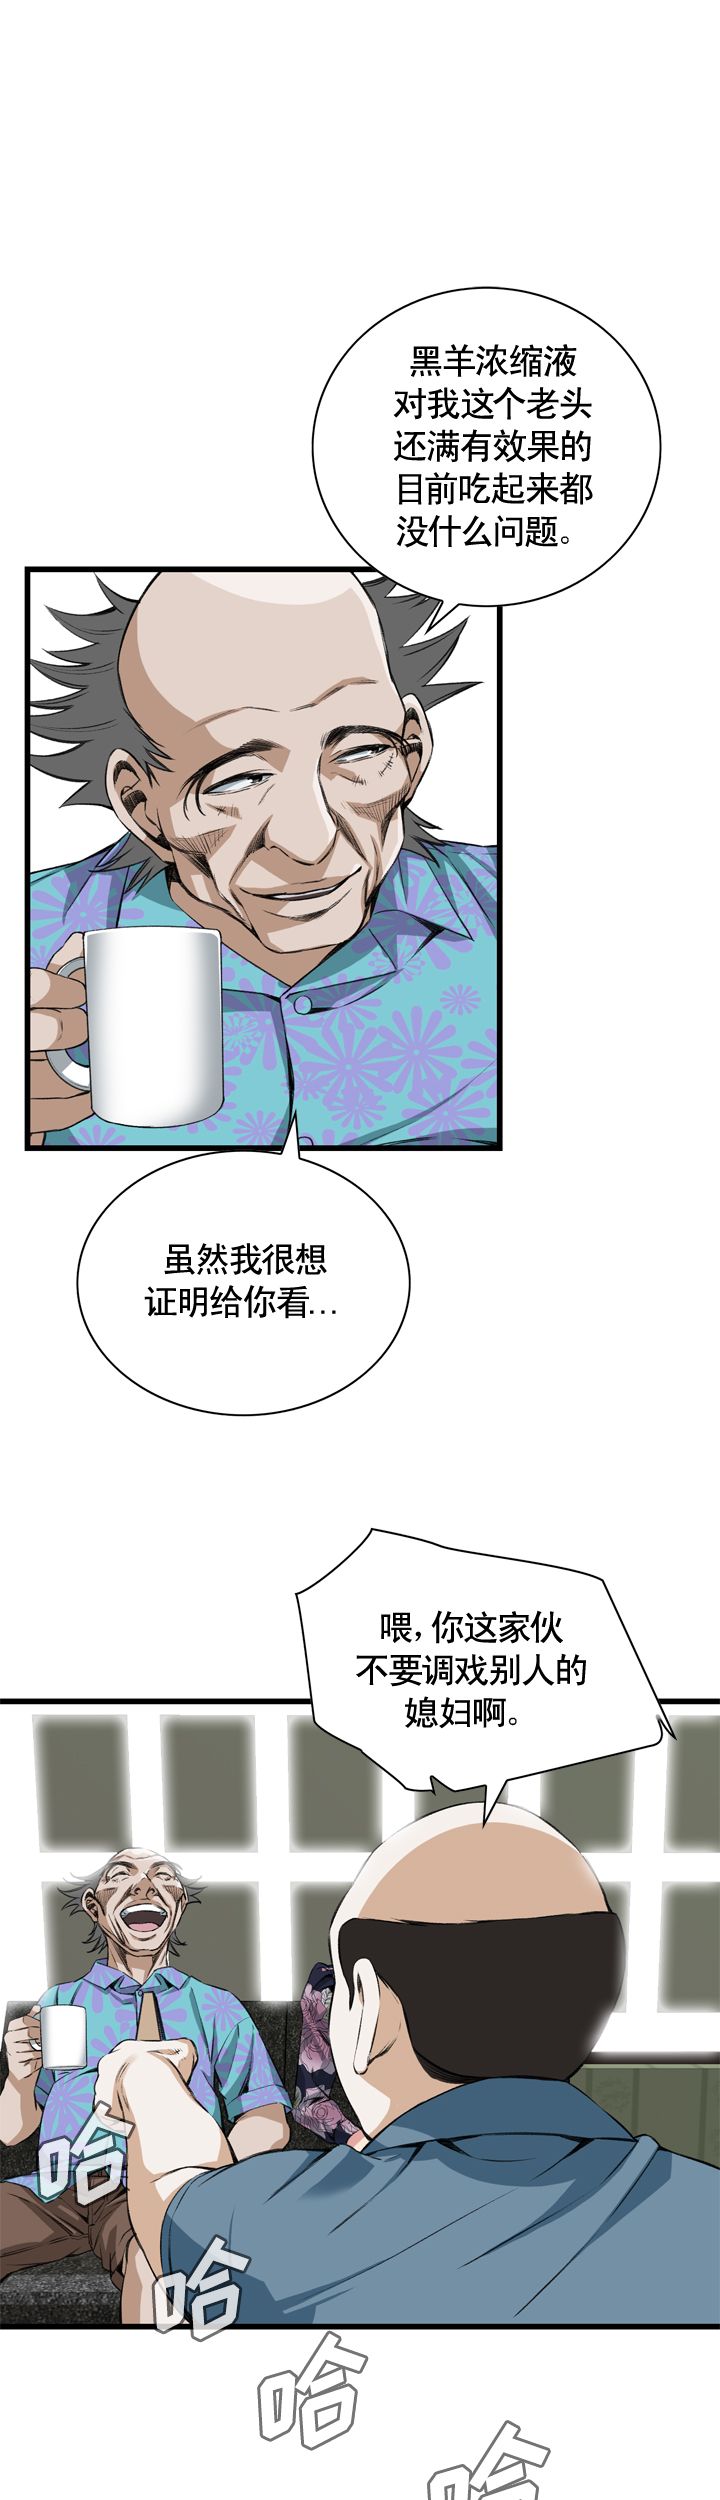 黑羊浓缩液
对我这个老头
还满有效果的
目前吃起来都
没什么问题。
虽然我很想
证明给你看...
喂,你这家伙
不要调戏别人的
媳妇啊。
哈
哈
哈
哈